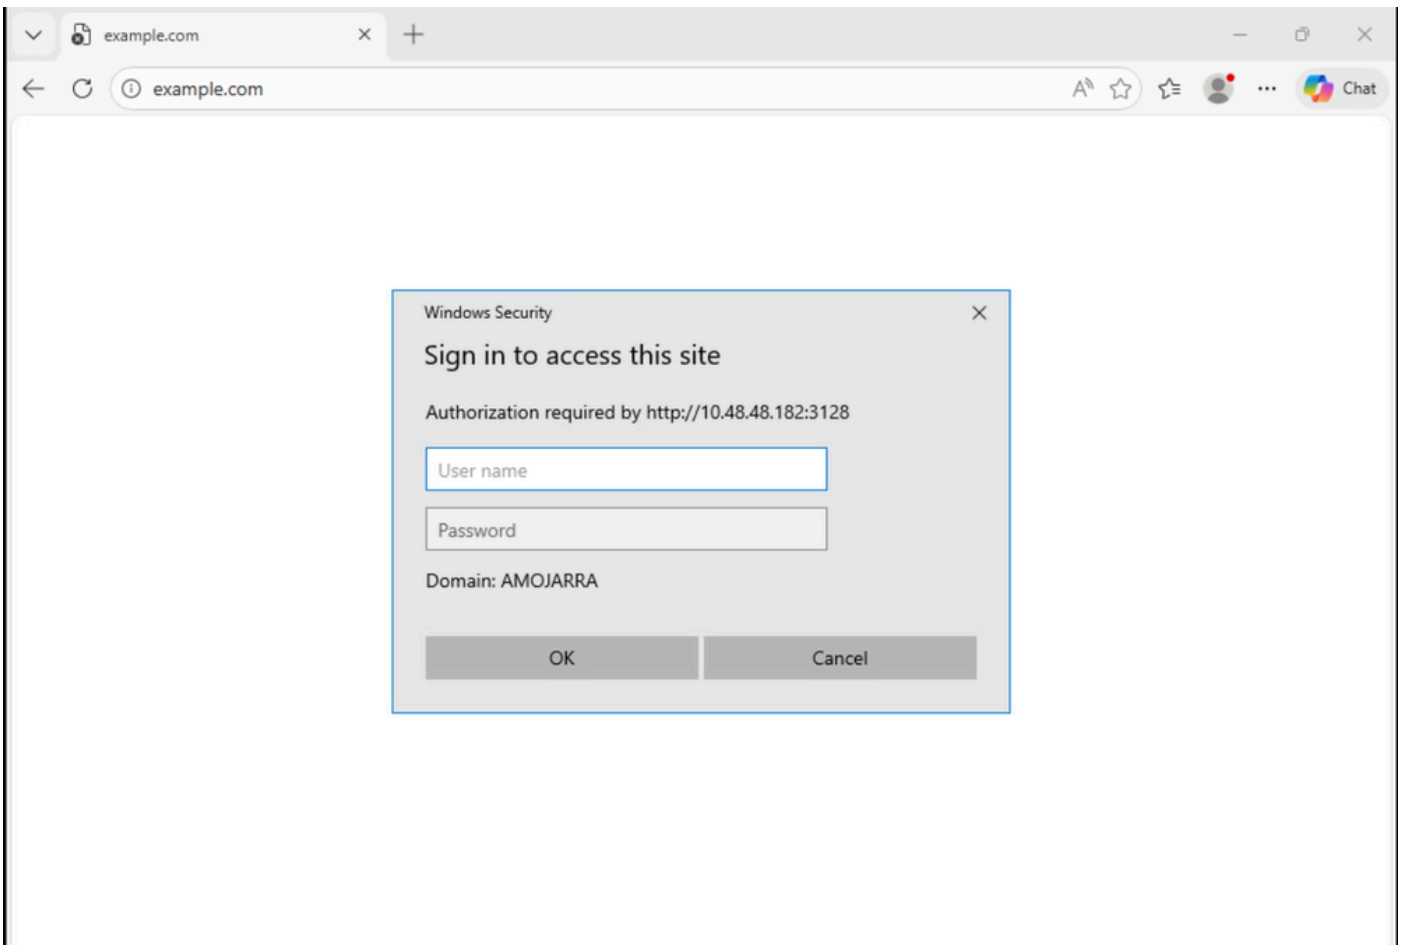 example.com
example.com
Chat
Windows Security
Sign in to access this site
Authorization required by http://10.48.48.182:3128
User name
Password
Domain: AMOJARRA
OK Cancel